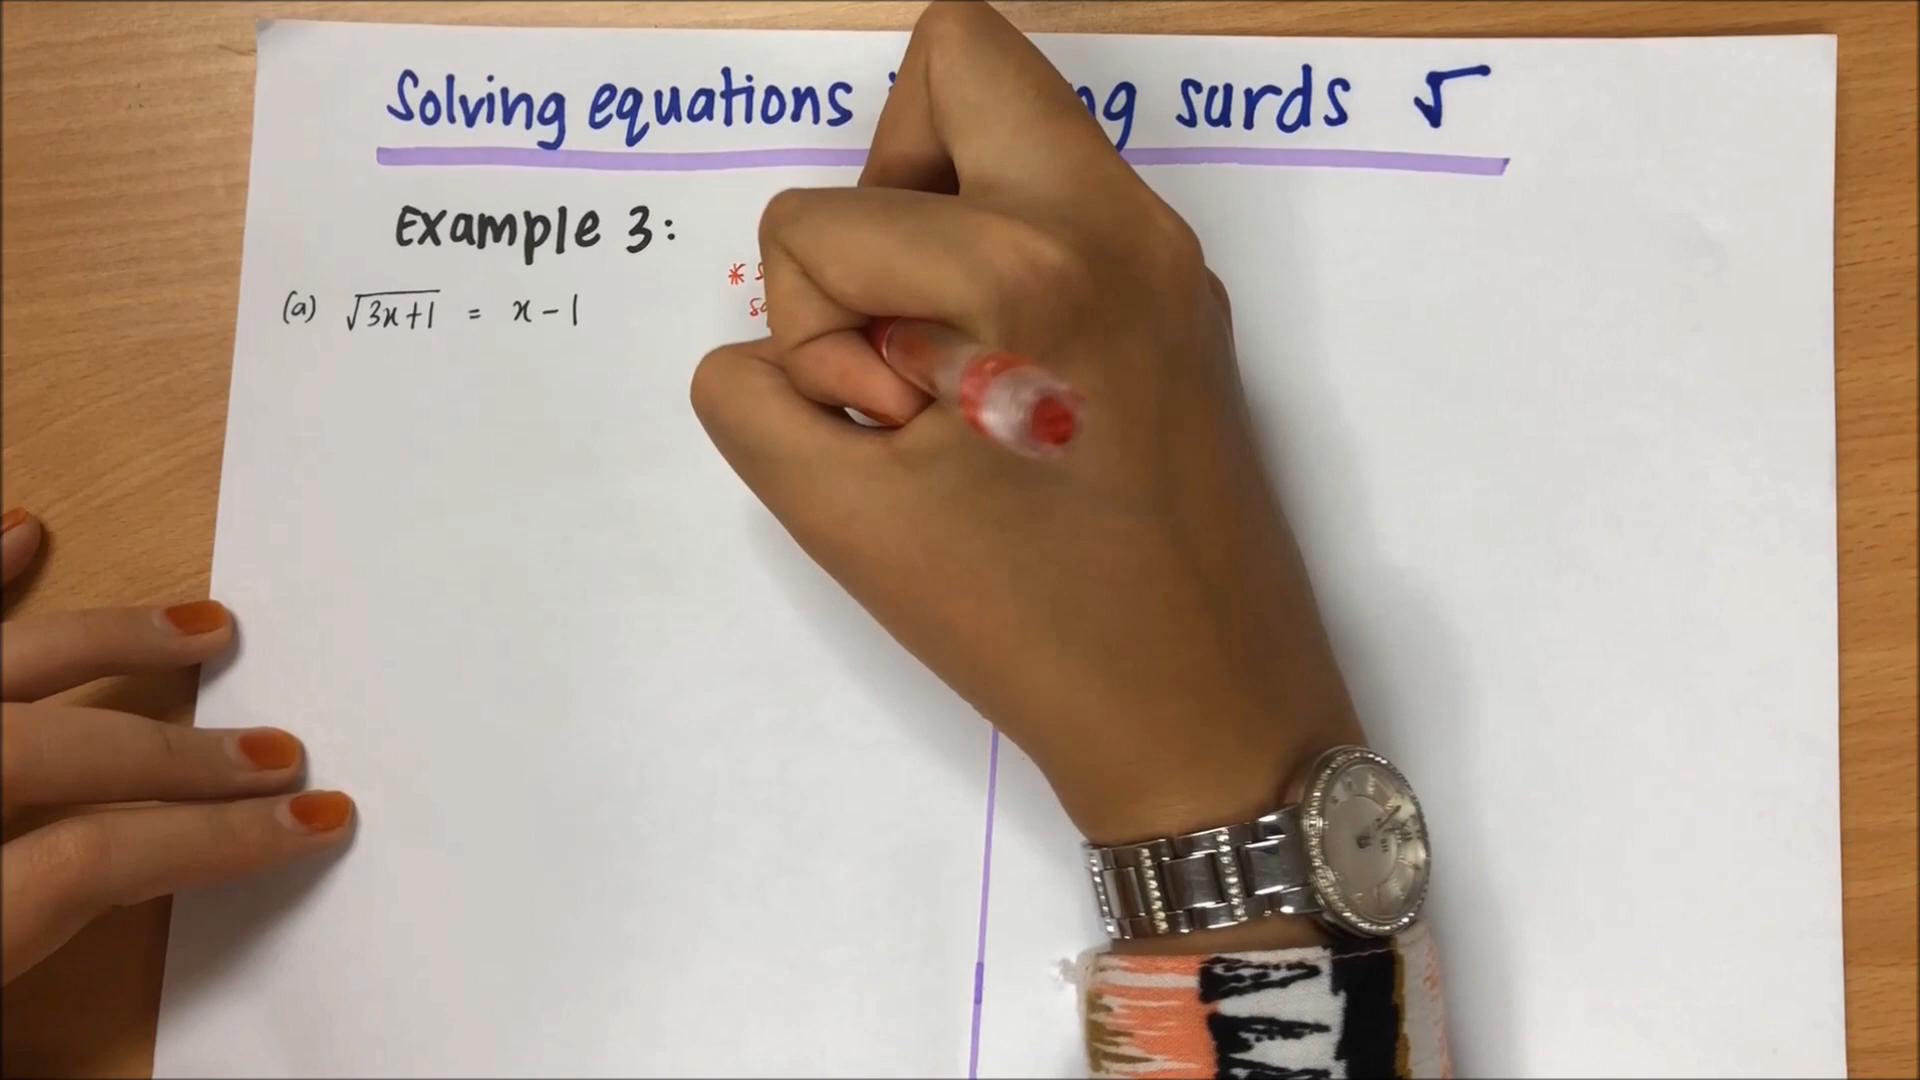 Solving equations surds √
Example 3:
(a) √3x+1 = x - 1
*